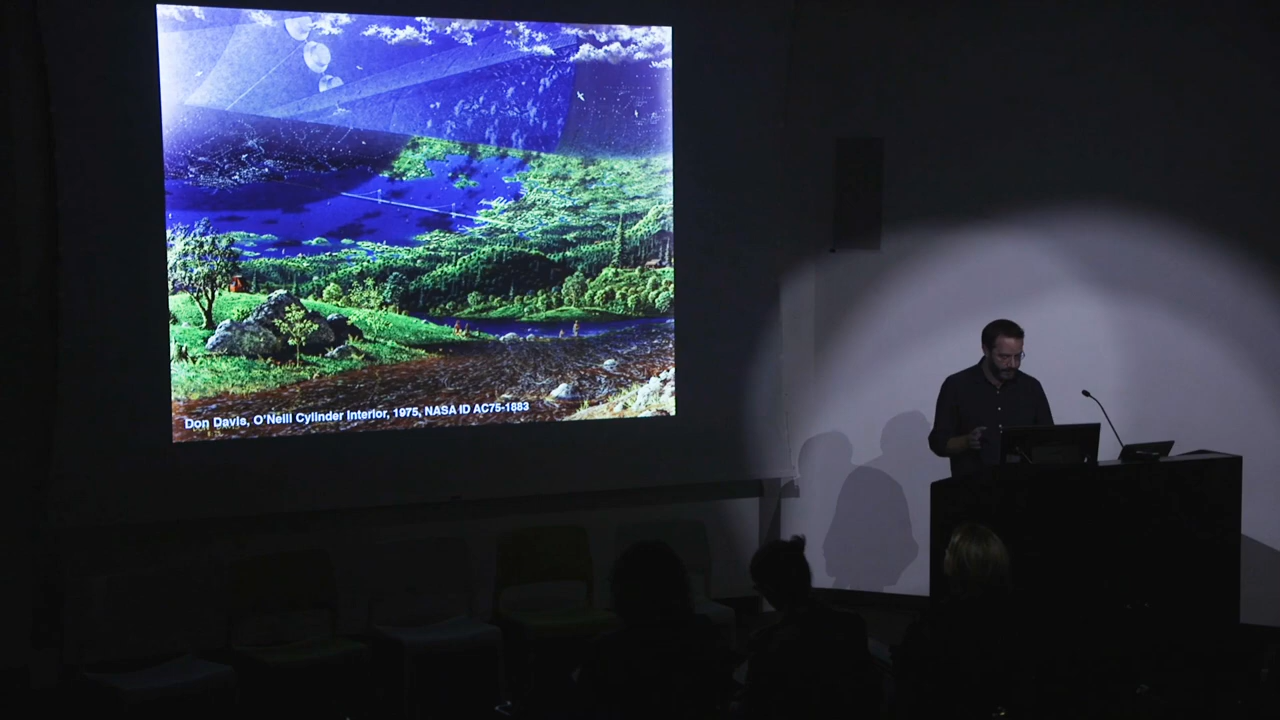 Don Davis, O'Neill Cylinder Interior, 1975, NASA ID AC75-1883